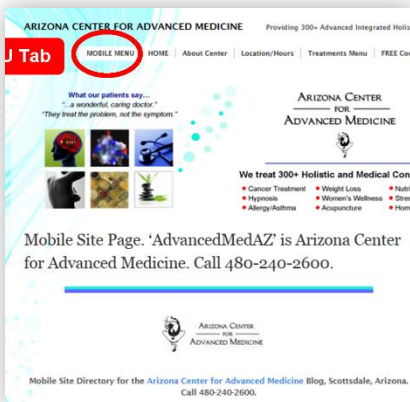 ARIZONA CENTER FOR ADVANCED MEDICINE Providing 300+ Advanced Integrated Holis
U Tab
MOBILE MENU HOME About Center Location/Hours Treatments Menu FREE Con
What our patients say...
"...a wonderful, caring doctor."
"They treat the problem, not the symptom."
ARIZONA CENTER
FOR
ADVANCED MEDICINE
We treat 300+ Holistic and Medical Con
• Cancer Treatment • Weight Loss • Nutri
• Hypnosis • Women's Wellness • Stres
• Allergy/Asthma • Acupuncture • Hom
Mobile Site Page. ‘AdvancedMedAZ’ is Arizona Center
for Advanced Medicine. Call 480-240-2600.
ARIZONA CENTER
FOR
ADVANCED MEDICINE
Mobile Site Directory for the Arizona Center for Advanced Medicine Blog, Scottsdale, Arizona.
Call 480-240-2600.